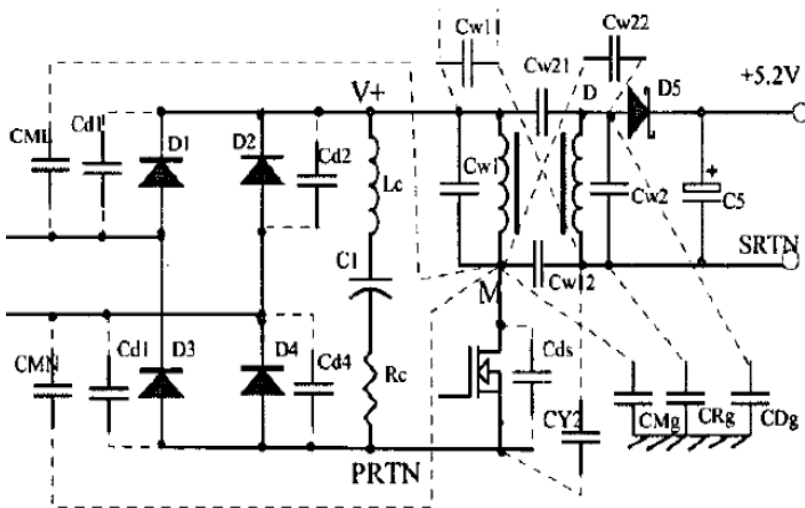 Cw11
Cw22
Cw21
+5.2V
V+
D
D5
CML
Cd1
D1
D2
Cd2
Lc
Cw1
Cw2
+
C5
C1
SRTN
M
Cw12
CMN
Cd1
D3
D4
Cd4
Rc
Cds
CY2
CMg
CRg
CDg
PRTN